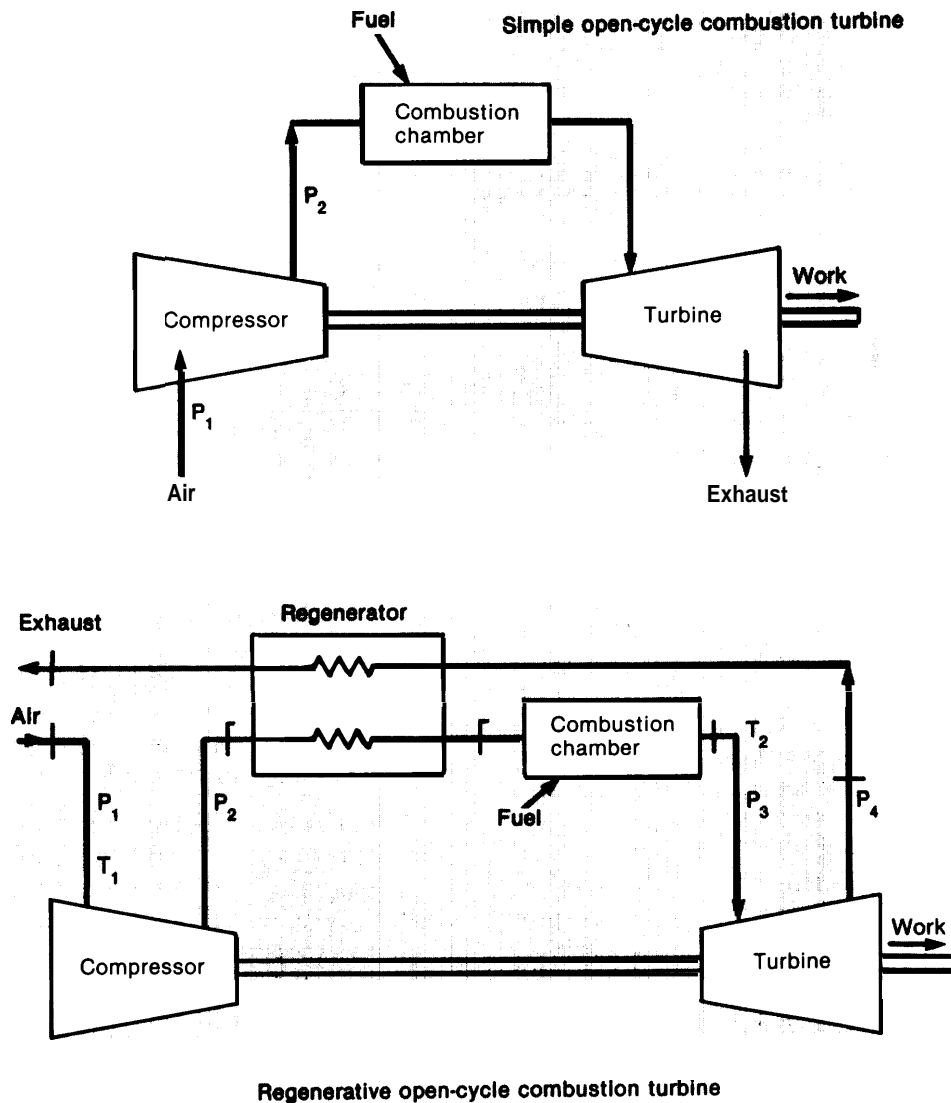 Fuel
Simple open-cycle combustion turbine
Combustion
chamber
P₂
Work
Compressor
Turbine
P₁
Air
Exhaust
Regenerator
Exhaust
Air
Combustion
chamber
T₂
P₁
P₂
Fuel
P₃
P₄
T₁
Work
Compressor
Turbine
Regenerative open-cycle combustion turbine